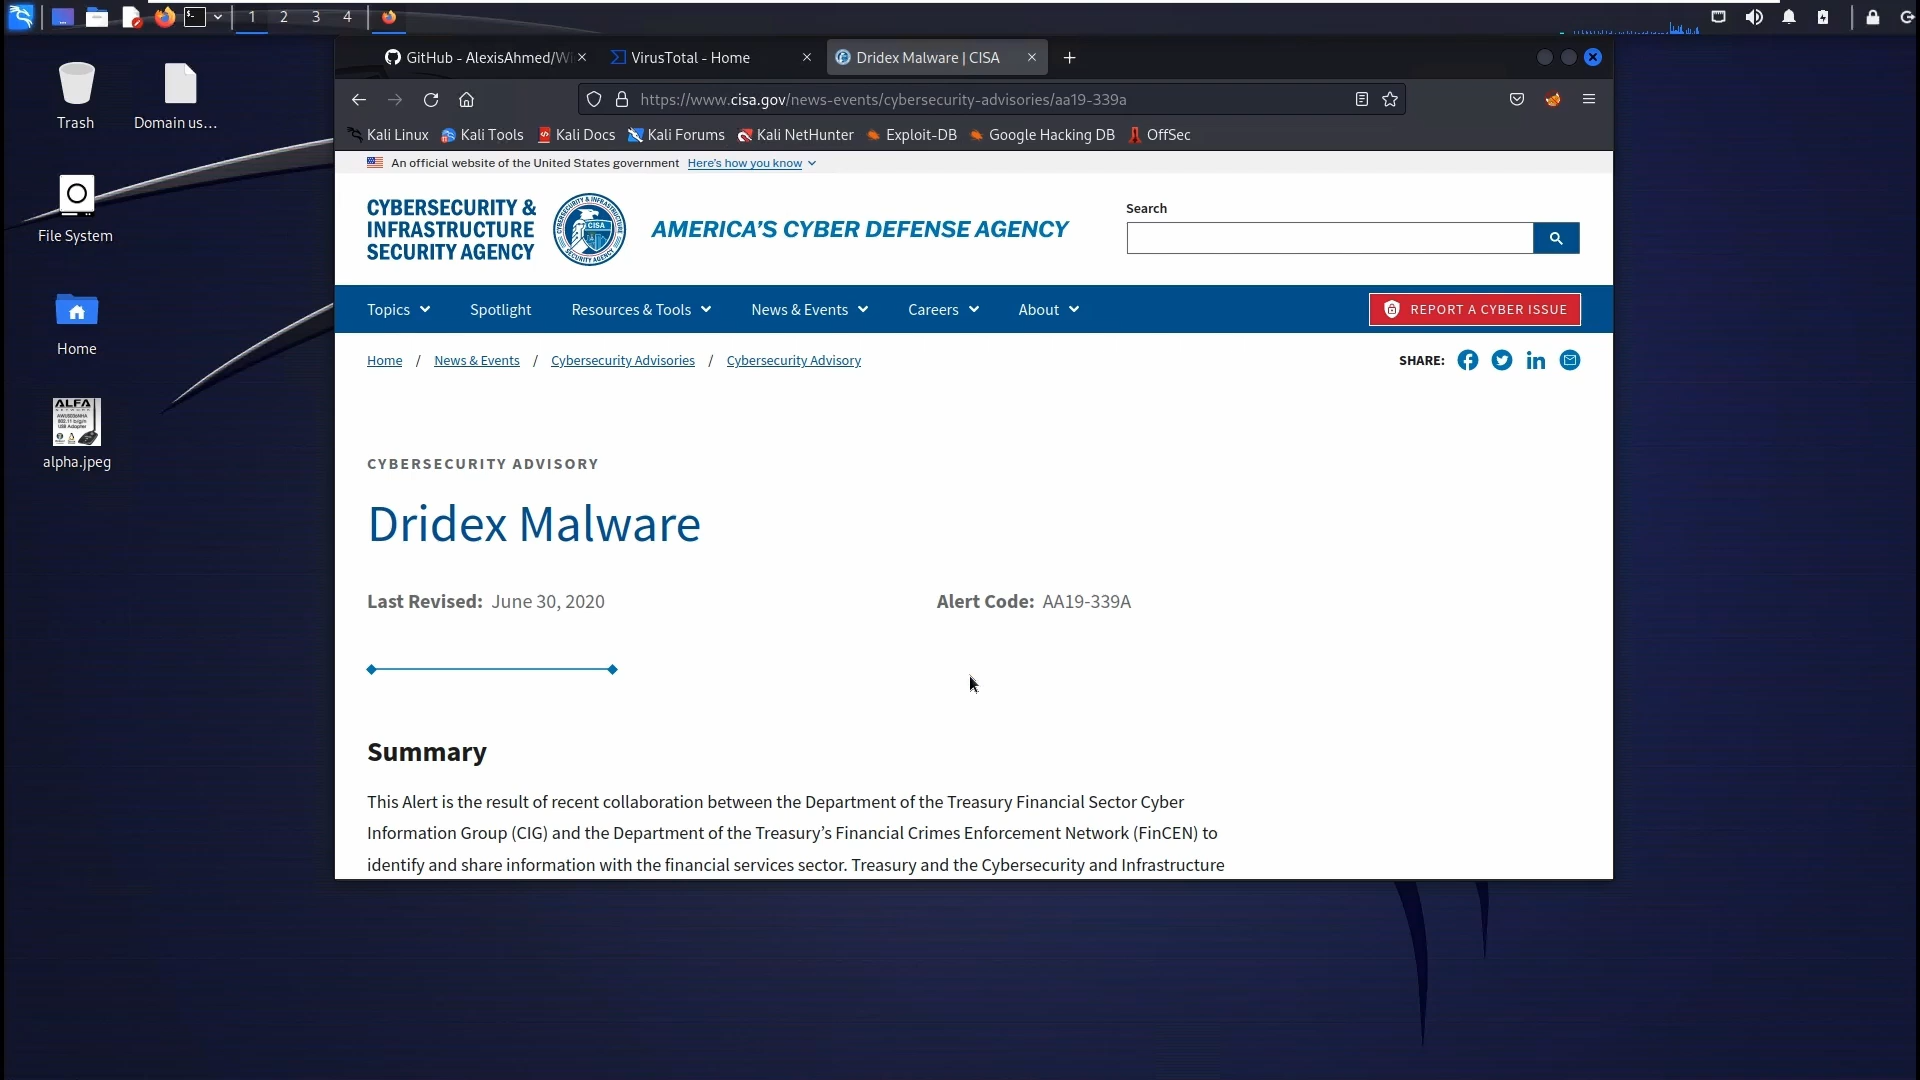 1 2 3 4
GitHub - AlexisAhmed/Wi
VirusTotal - Home
Dridex Malware | CISA
https://www.cisa.gov/news-events/cybersecurity-advisories/aa19-339a
Kali Linux Kali Tools Kali Docs Kali Forums Kali NetHunter Exploit-DB Google Hacking DB OffSec
Trash
Domain us...
File System
Home
ALFA
NETWORK
alpha.jpeg
An official website of the United States government Here's how you know
CYBERSECURITY &
INFRASTRUCTURE
SECURITY AGENCY
CISA
AMERICA'S CYBER DEFENSE AGENCY
Search
Topics Spotlight Resources & Tools News & Events Careers About REPORT A CYBER ISSUE
Home / News & Events / Cybersecurity Advisories / Cybersecurity Advisory SHARE:
CYBERSECURITY ADVISORY
Dridex Malware
Last Revised: June 30, 2020 Alert Code: AA19-339A
Summary
This Alert is the result of recent collaboration between the Department of the Treasury Financial Sector Cyber
Information Group (CIG) and the Department of the Treasury’s Financial Crimes Enforcement Network (FinCEN) to
identify and share information with the financial services sector. Treasury and the Cybersecurity and Infrastructure